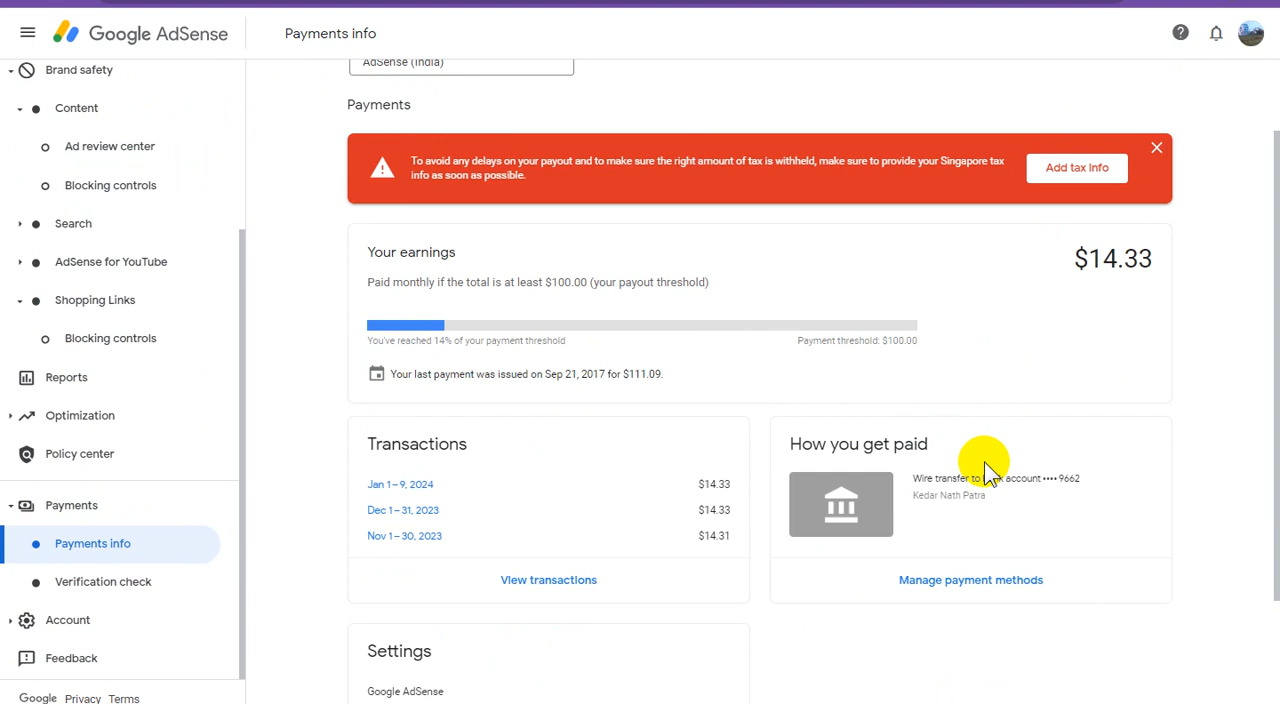 Google AdSense
Payments info
Brand safety
Content
Ad review center
Blocking controls
Search
AdSense for YouTube
Shopping Links
Blocking controls
Reports
Optimization
Policy center
Payments
Payments info
Verification check
Account
Feedback
Google Privacy Terms
AdSense (India)
Payments
To avoid any delays on your payout and to make sure the right amount of tax is withheld, make sure to provide your Singapore tax
info as soon as possible.
Add tax info
Your earnings
$14.33
Paid monthly if the total is at least $100.00 (your payout threshold)
You've reached 14% of your payment threshold
Payment threshold: $100.00
Your last payment was issued on Sep 21, 2017 for $111.09.
Transactions
Jan 1 – 9, 2024 $14.33
Dec 1 – 31, 2023 $14.33
Nov 1 – 30, 2023 $14.31
View transactions
How you get paid
Wire transfer to account •••• 9662
Kedar Nath Patra
Manage payment methods
Settings
Google AdSense